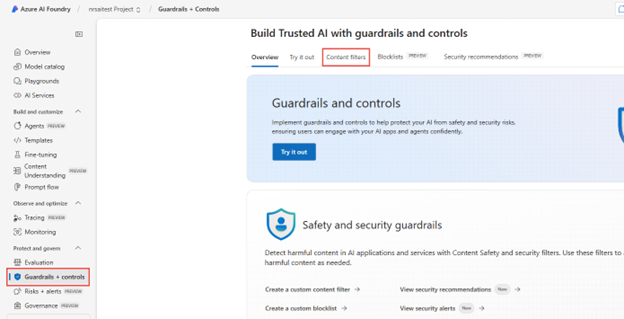 Azure AI Foundry / nrsaitest Project / Guardrails + Controls
Overview
Model catalog
Playgrounds
AI Services
Build and customize
Agents PREVIEW
Templates
Fine-tuning
Content
Understanding PREVIEW
Prompt flow
Observe and optimize
Tracing PREVIEW
Monitoring
Protect and govern
Evaluation
Guardrails + controls
Risks + alerts PREVIEW
Governance PREVIEW
Build Trusted AI with guardrails and controls
Overview Try it out Content filters Blocklists PREVIEW Security recommendations PREVIEW
Guardrails and controls
Implement guardrails and controls to help protect your AI from safety and security risks,
ensuring users can engage with your AI apps and agents confidently.
Try it out
Safety and security guardrails
Detect harmful content in AI applications and services with Content Safety and security filters. Use these filters to
harmful content as needed.
Create a custom content filter → View security recommendations New →
Create a custom blocklist → View security alerts New →